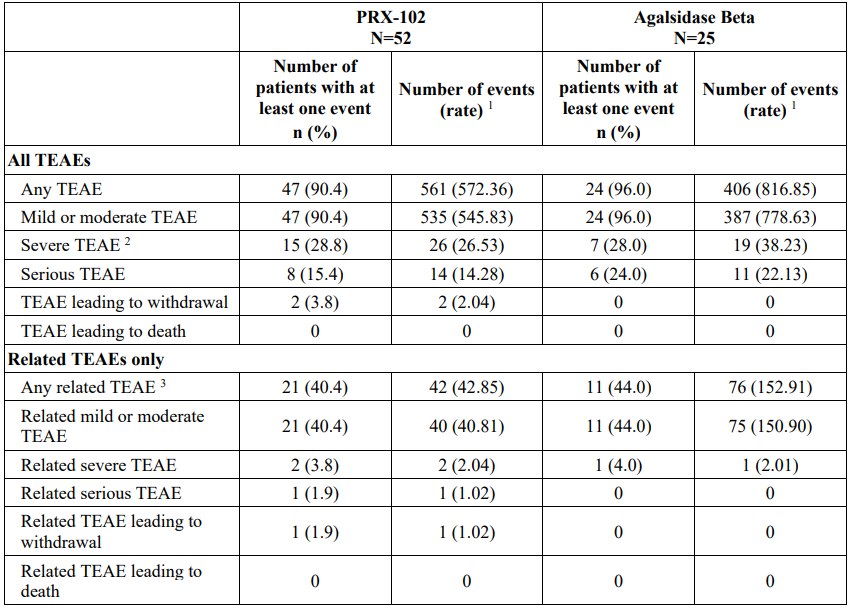 PRX-102
N=52
Agalsidase Beta
N=25
Number of
patients with at
least one event
n (%)
Number of events
(rate) 1
Number of
patients with at
least one event
n (%)
Number of events
(rate) 1
All TEAEs
Any TEAE 47 (90.4) 561 (572.36) 24 (96.0) 406 (816.85)
Mild or moderate TEAE 47 (90.4) 535 (545.83) 24 (96.0) 387 (778.63)
Severe TEAE 2 15 (28.8) 26 (26.53) 7 (28.0) 19 (38.23)
Serious TEAE 8 (15.4) 14 (14.28) 6 (24.0) 11 (22.13)
TEAE leading to withdrawal 2 (3.8) 2 (2.04) 0 0
TEAE leading to death 0 0 0 0
Related TEAEs only
Any related TEAE 3 21 (40.4) 42 (42.85) 11 (44.0) 76 (152.91)
Related mild or moderate
TEAE 21 (40.4) 40 (40.81) 11 (44.0) 75 (150.90)
Related severe TEAE 2 (3.8) 2 (2.04) 1 (4.0) 1 (2.01)
Related serious TEAE 1 (1.9) 1 (1.02) 0 0
Related TEAE leading to
withdrawal 1 (1.9) 1 (1.02) 0 0
Related TEAE leading to
death 0 0 0 0